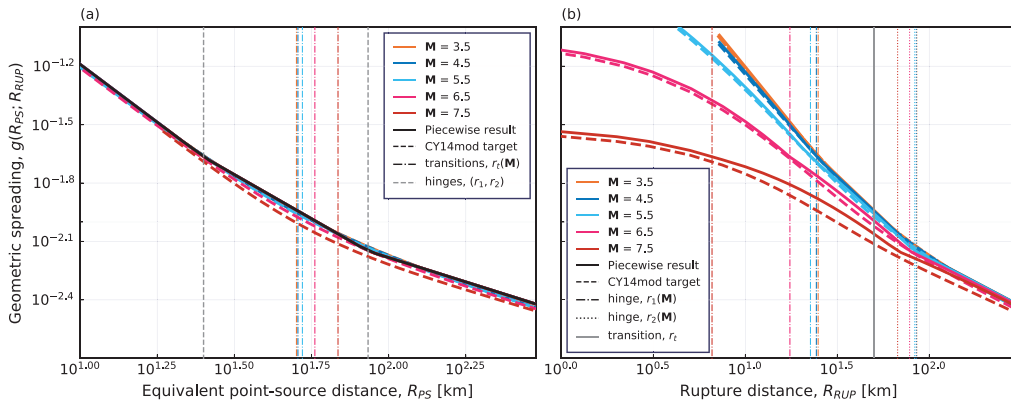 (a)
Geometric spreading, g(R_PS; R_RUP)
10^−1.2
10^−1.5
10^−1.8
10^−2.1
10^−2.4
M = 3.5
M = 4.5
M = 5.5
M = 6.5
M = 7.5
Piecewise result
CY14mod target
transitions, r_t(M)
hinges, (r_1, r_2)
10^1.00 10^1.25 10^1.50 10^1.75 10^2.00 10^2.25
Equivalent point-source distance, R_PS [km]
(b)
M = 3.5
M = 4.5
M = 5.5
M = 6.5
M = 7.5
Piecewise result
CY14mod target
hinge, r_1(M)
hinge, r_2(M)
transition, r_t
10^0.0 10^0.5 10^1.0 10^1.5 10^2.0
Rupture distance, R_RUP [km]